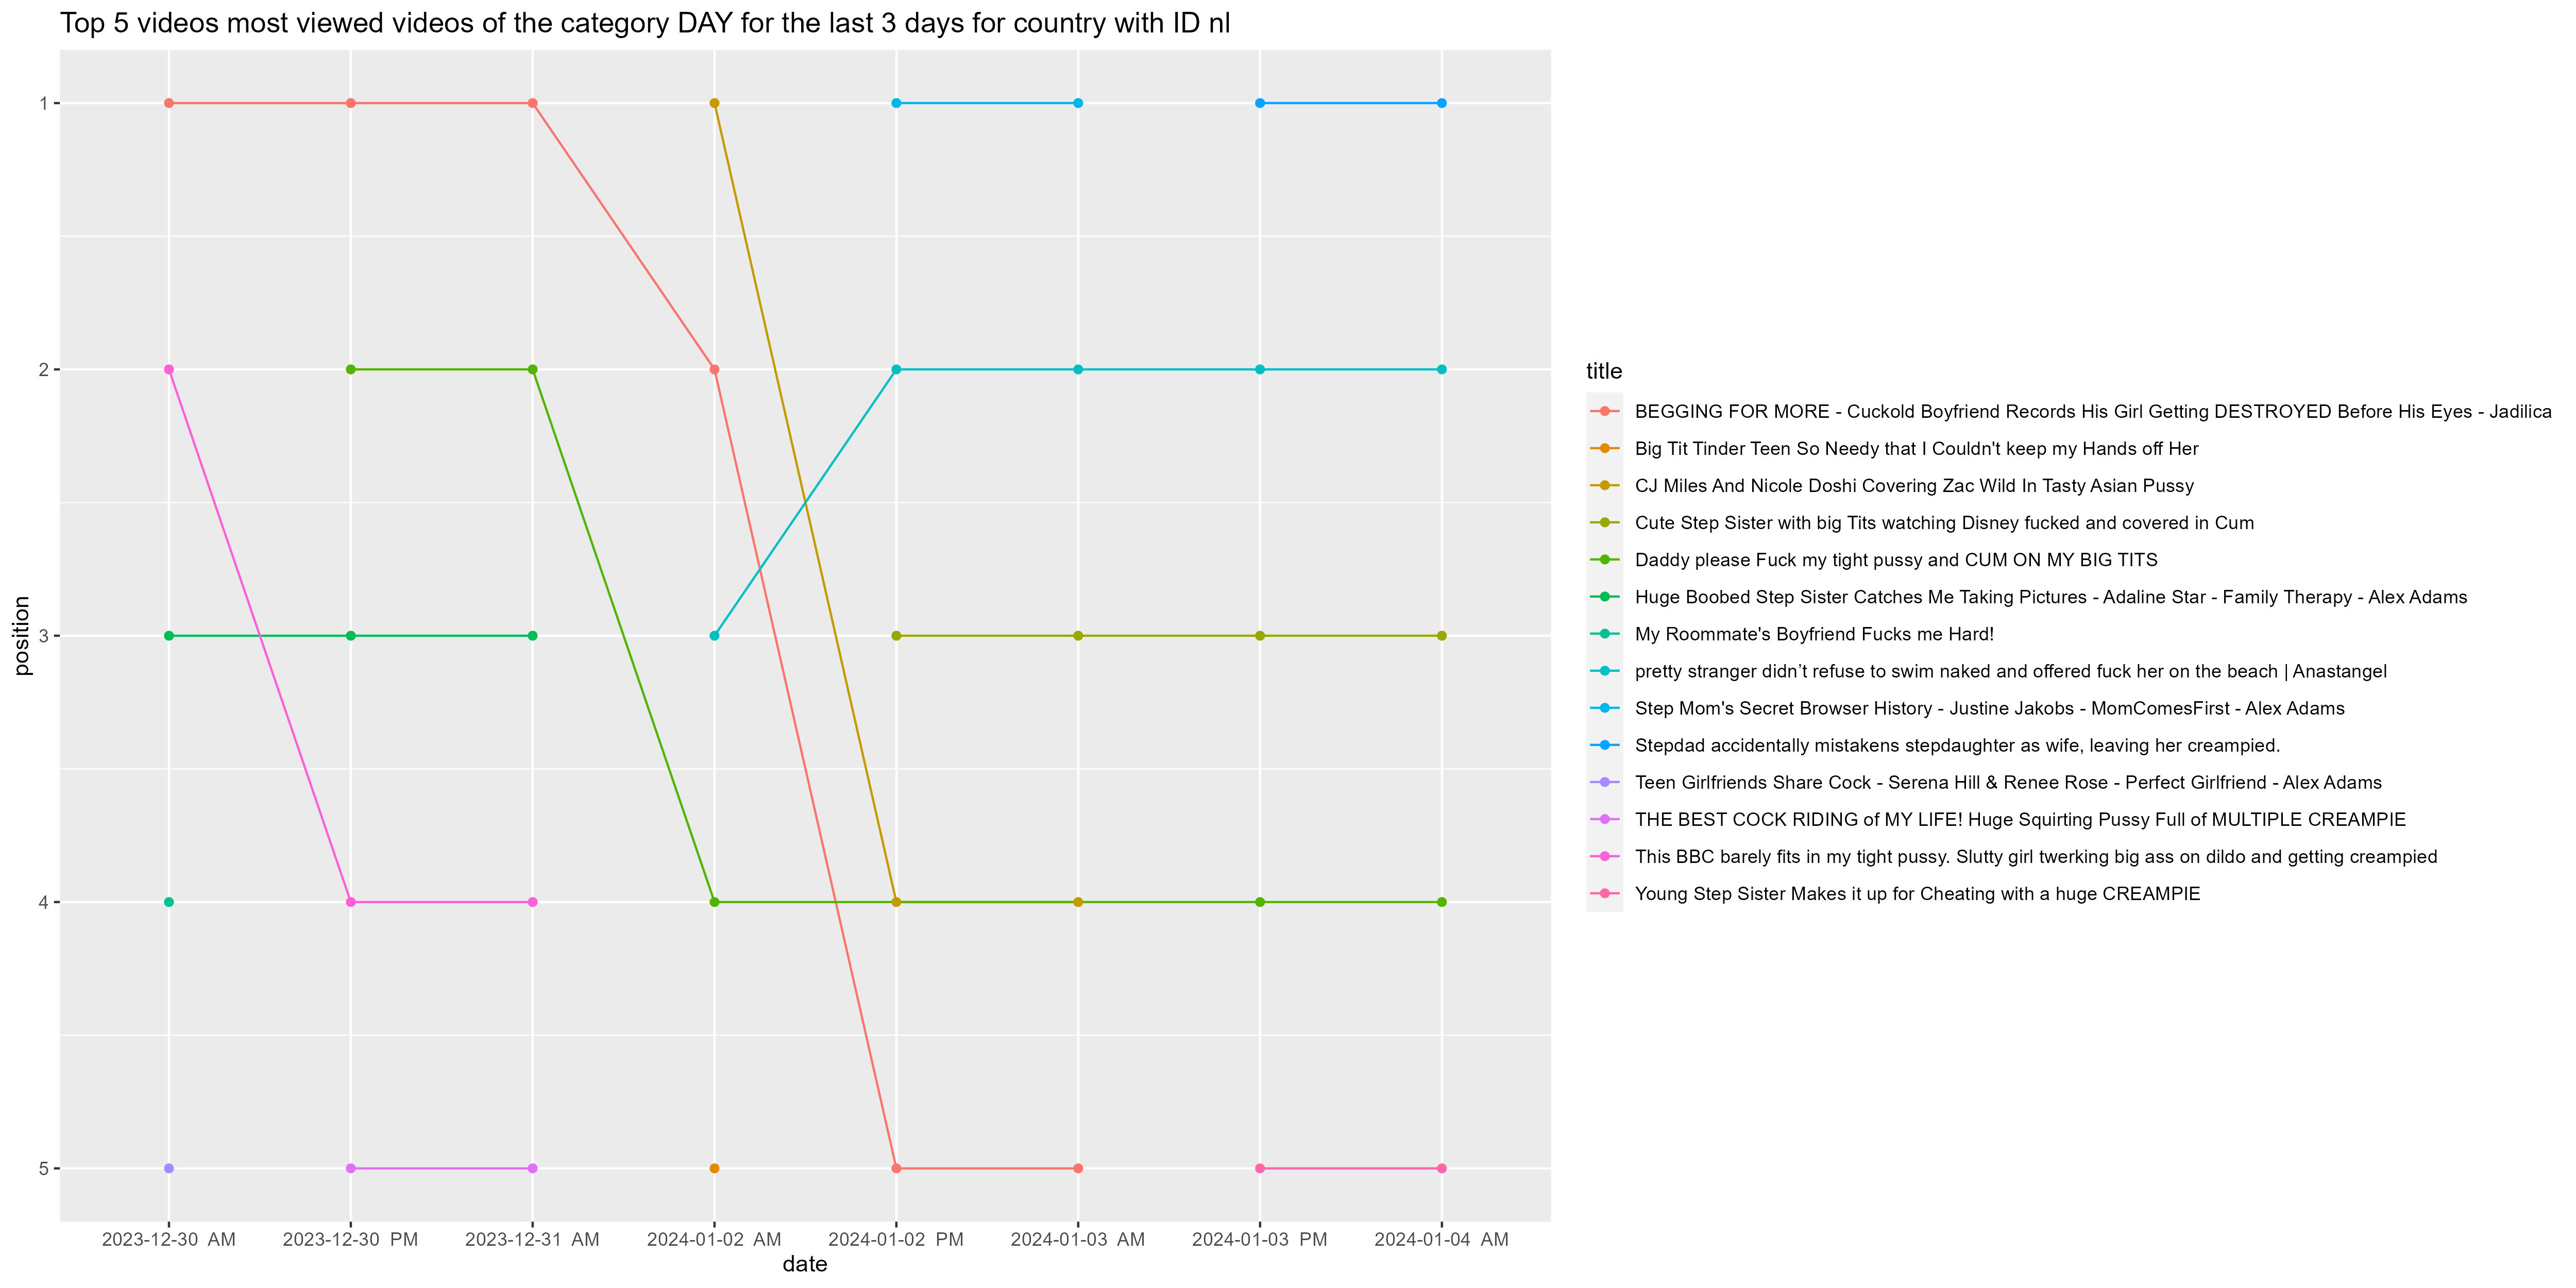 Top 5 videos most viewed videos of the category DAY for the last 3 days for country with ID nl
position
1
2
3
4
5
2023-12-30 AM
2023-12-30 PM
2023-12-31 AM
2024-01-02 AM
2024-01-02 PM
2024-01-03 AM
2024-01-03 PM
2024-01-04 AM
date
title
BEGGING FOR MORE - Cuckold Boyfriend Records His Girl Getting DESTROYED Before His Eyes - Jadilica
Big Tit Tinder Teen So Needy that I Couldn't keep my Hands off Her
CJ Miles And Nicole Doshi Covering Zac Wild In Tasty Asian Pussy
Cute Step Sister with big Tits watching Disney fucked and covered in Cum
Daddy please Fuck my tight pussy and CUM ON MY BIG TITS
Huge Boobed Step Sister Catches Me Taking Pictures - Adaline Star - Family Therapy - Alex Adams
My Roommate's Boyfriend Fucks me Hard!
pretty stranger didn’t refuse to swim naked and offered fuck her on the beach | Anastangel
Step Mom's Secret Browser History - Justine Jakobs - MomComesFirst - Alex Adams
Stepdad accidentally mistakens stepdaughter as wife, leaving her creampied.
Teen Girlfriends Share Cock - Serena Hill & Renee Rose - Perfect Girlfriend - Alex Adams
THE BEST COCK RIDING of MY LIFE! Huge Squirting Pussy Full of MULTIPLE CREAMPIE
This BBC barely fits in my tight pussy. Slutty girl twerking big ass on dildo and getting creampied
Young Step Sister Makes it up for Cheating with a huge CREAMPIE